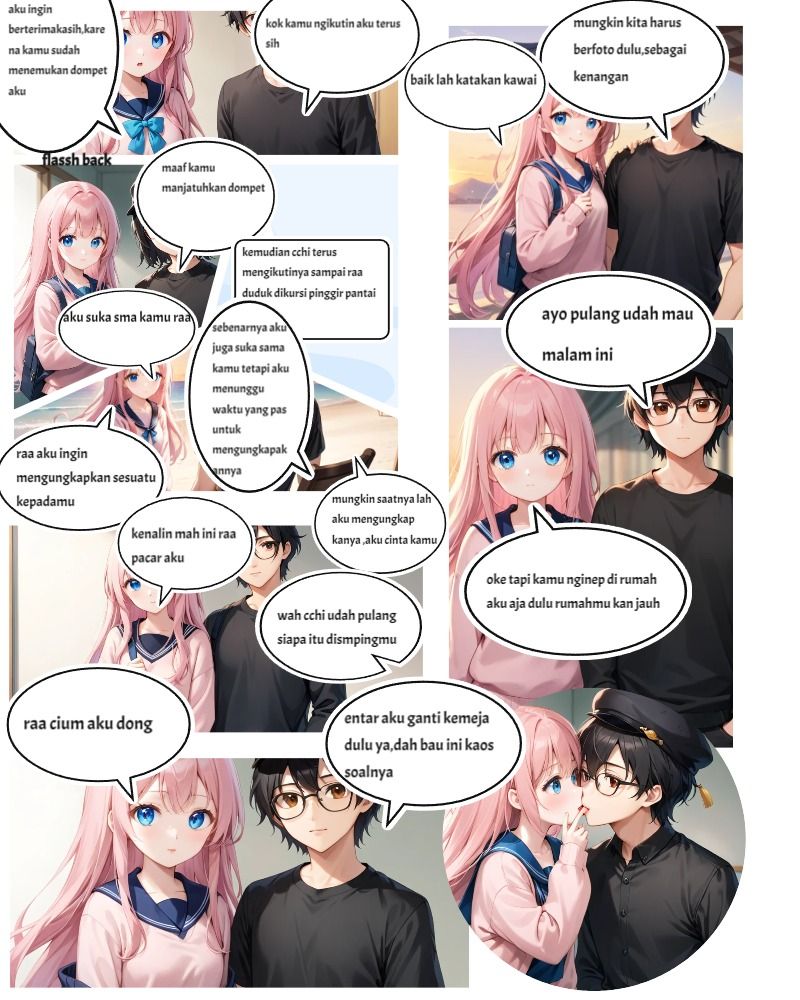 aku ingin
berterimakasih,kare
na kamu sudah
menemukan dompet
aku
kok kamu ngikutin aku terus
sih
flassh back
maaf kamu
manjatuhkan dompet
kemudian cchi terus
mengikutinya sampai raa
duduk dikursi pinggir pantai
aku suka sma kamu raa
sebenarnya aku
juga suka sama
kamu tetapi aku
menunggu
waktu yang pas
untuk
mengungkapak
annya
raa aku ingin
mengungkapkan sesuatu
kepadamu
mungkin saatnya lah
aku mengungkap
kanya ,aku cinta kamu
kenalin mah ini raa
pacar aku
wah cchi udah pulang
siapa itu dismpingmu
raa cium aku dong
entar aku ganti kemeja
dulu ya,dah bau ini kaos
soalnya
mungkin kita harus
berfoto dulu,sebagai
kenangan
baik lah katakan kawai
ayo pulang udah mau
malam ini
oke tapi kamu nginep di rumah
aku aja dulu rumahmu kan jauh